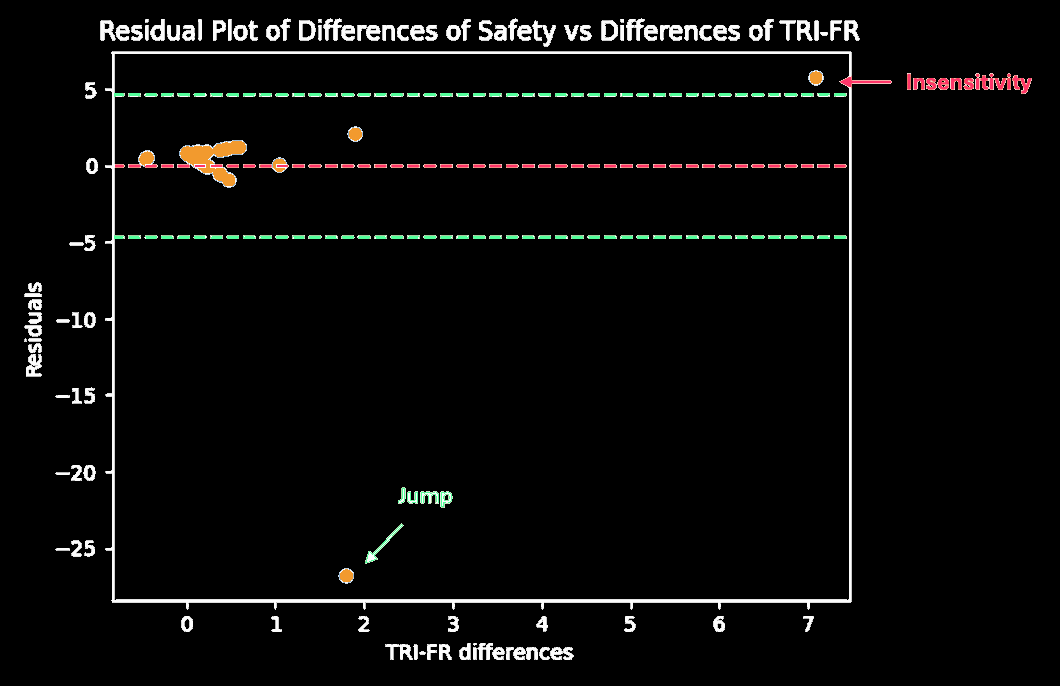 Residual Plot of Differences of Safety vs Differences of TRI-FR
Insensitivity
5
0
−5
−10
−15
−20
−25
Residuals
Jump
0 1 2 3 4 5 6 7
TRI-FR differences